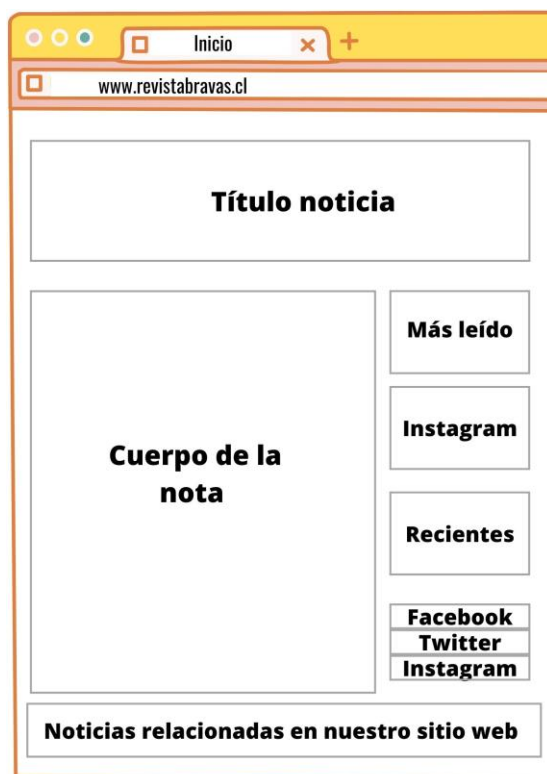 Inicio
www.revistabravas.cl
Título noticia
Cuerpo de la
nota
Más leído
Instagram
Recientes
Facebook
Twitter
Instagram
Noticias relacionadas en nuestro sitio web